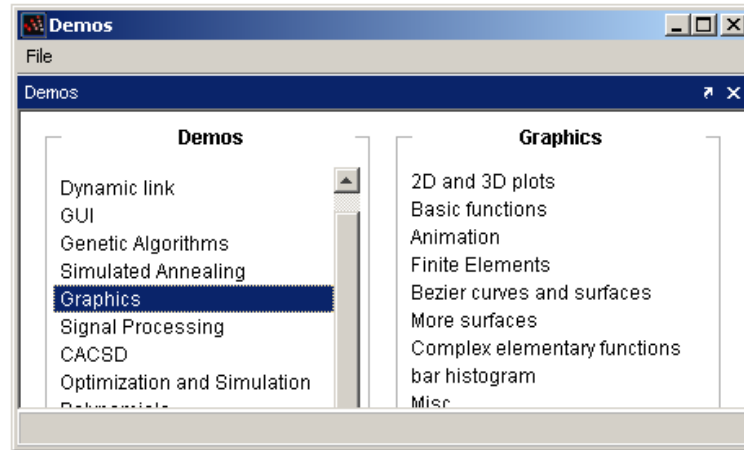 Demos
File
Demos
Demos
Dynamic link
GUI
Genetic Algorithms
Simulated Annealing
Graphics
Signal Processing
CACSD
Optimization and Simulation
Polynomials
Graphics
2D and 3D plots
Basic functions
Animation
Finite Elements
Bezier curves and surfaces
More surfaces
Complex elementary functions
bar histogram
Misc